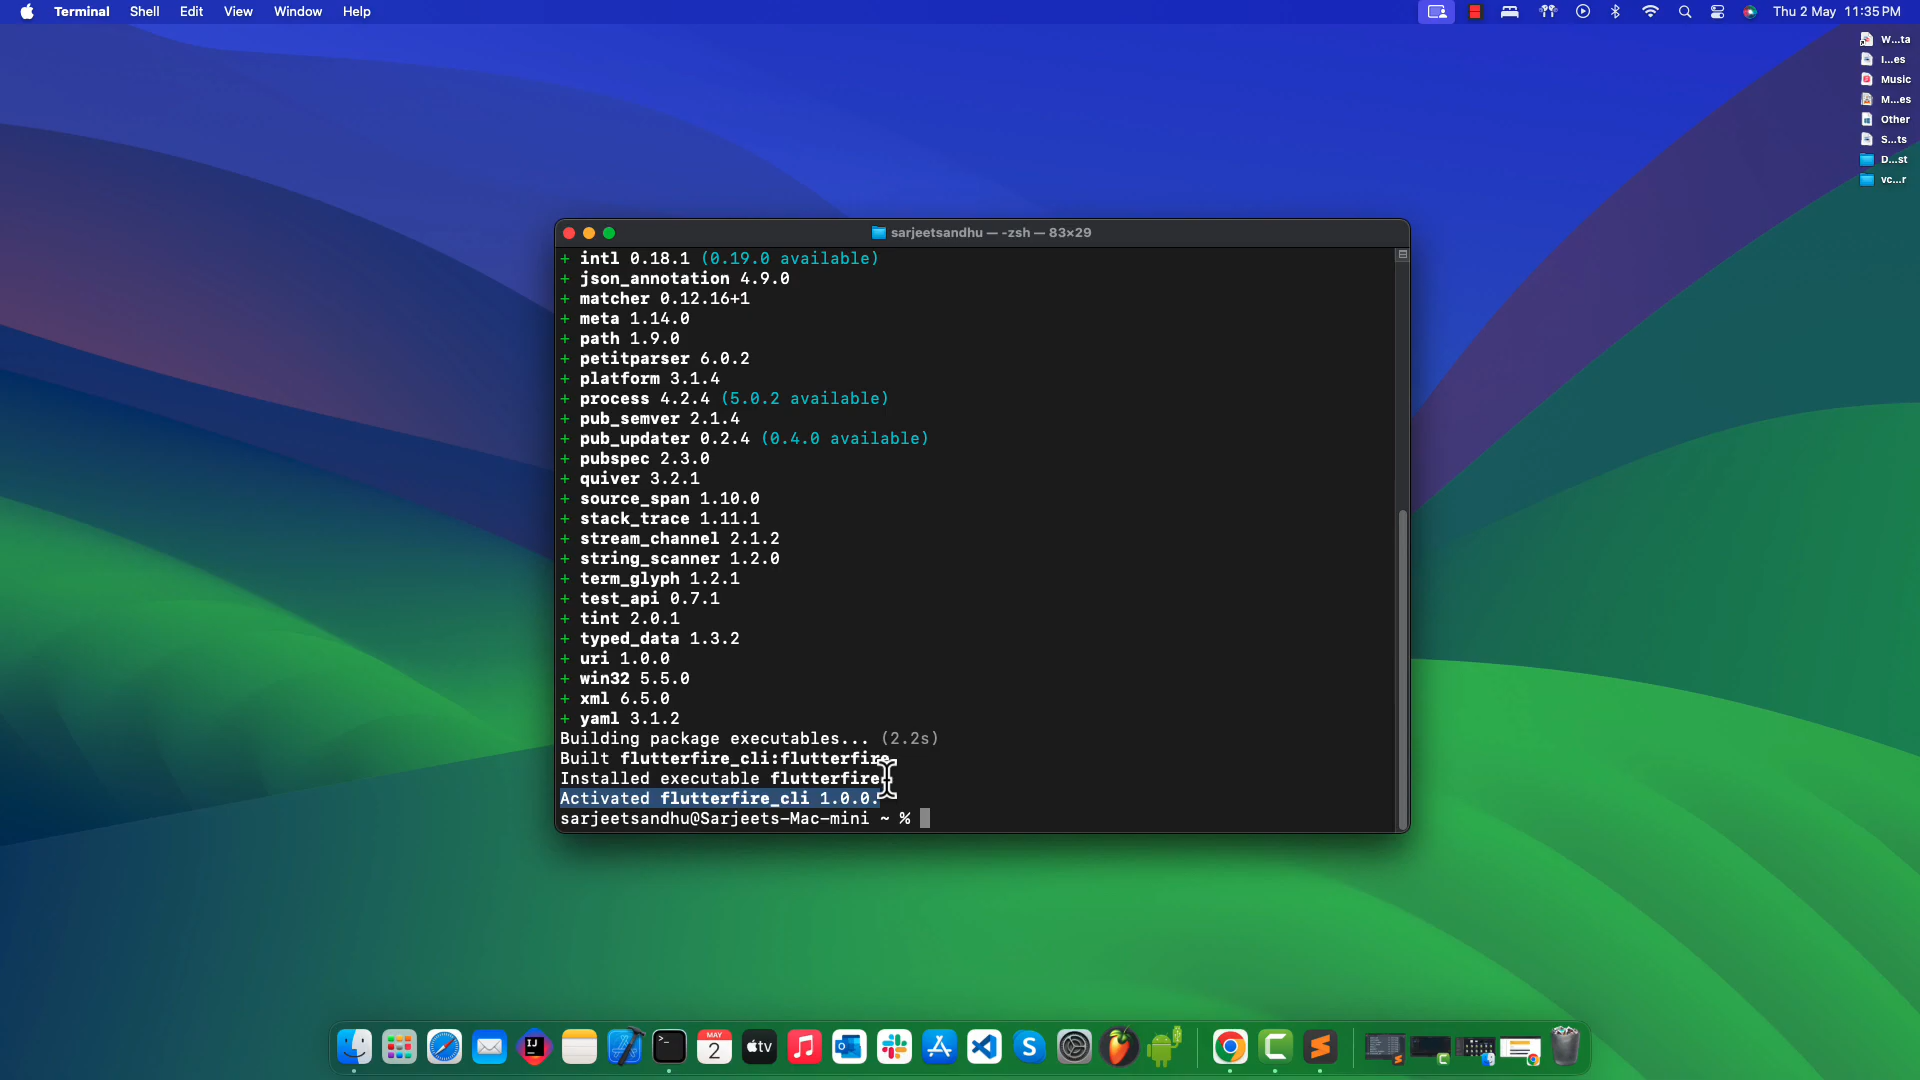 Terminal Shell Edit View Window Help
Thu 2 May 11:35 PM
W...ta
I...es
Music
M...es
Other
S...ts
D...st
vc...r
sarjeetsandhu — -zsh — 83×29
+ intl 0.18.1 (0.19.0 available)
+ json_annotation 4.9.0
+ matcher 0.12.16+1
+ meta 1.14.0
+ path 1.9.0
+ petitparser 6.0.2
+ platform 3.1.4
+ process 4.2.4 (5.0.2 available)
+ pub_semver 2.1.4
+ pub_updater 0.2.4 (0.4.0 available)
+ pubspec 2.3.0
+ quiver 3.2.1
+ source_span 1.10.0
+ stack_trace 1.11.1
+ stream_channel 2.1.2
+ string_scanner 1.2.0
+ term_glyph 1.2.1
+ test_api 0.7.1
+ tint 2.0.1
+ typed_data 1.3.2
+ uri 1.0.0
+ win32 5.5.0
+ xml 6.5.0
+ yaml 3.1.2
Building package executables... (2.2s)
Built flutterfire_cli:flutterfire.
Installed executable flutterfire.
Activated flutterfire_cli 1.0.0.
sarjeetsandhu@Sarjeets-Mac-mini ~ %
MAY
2
tv